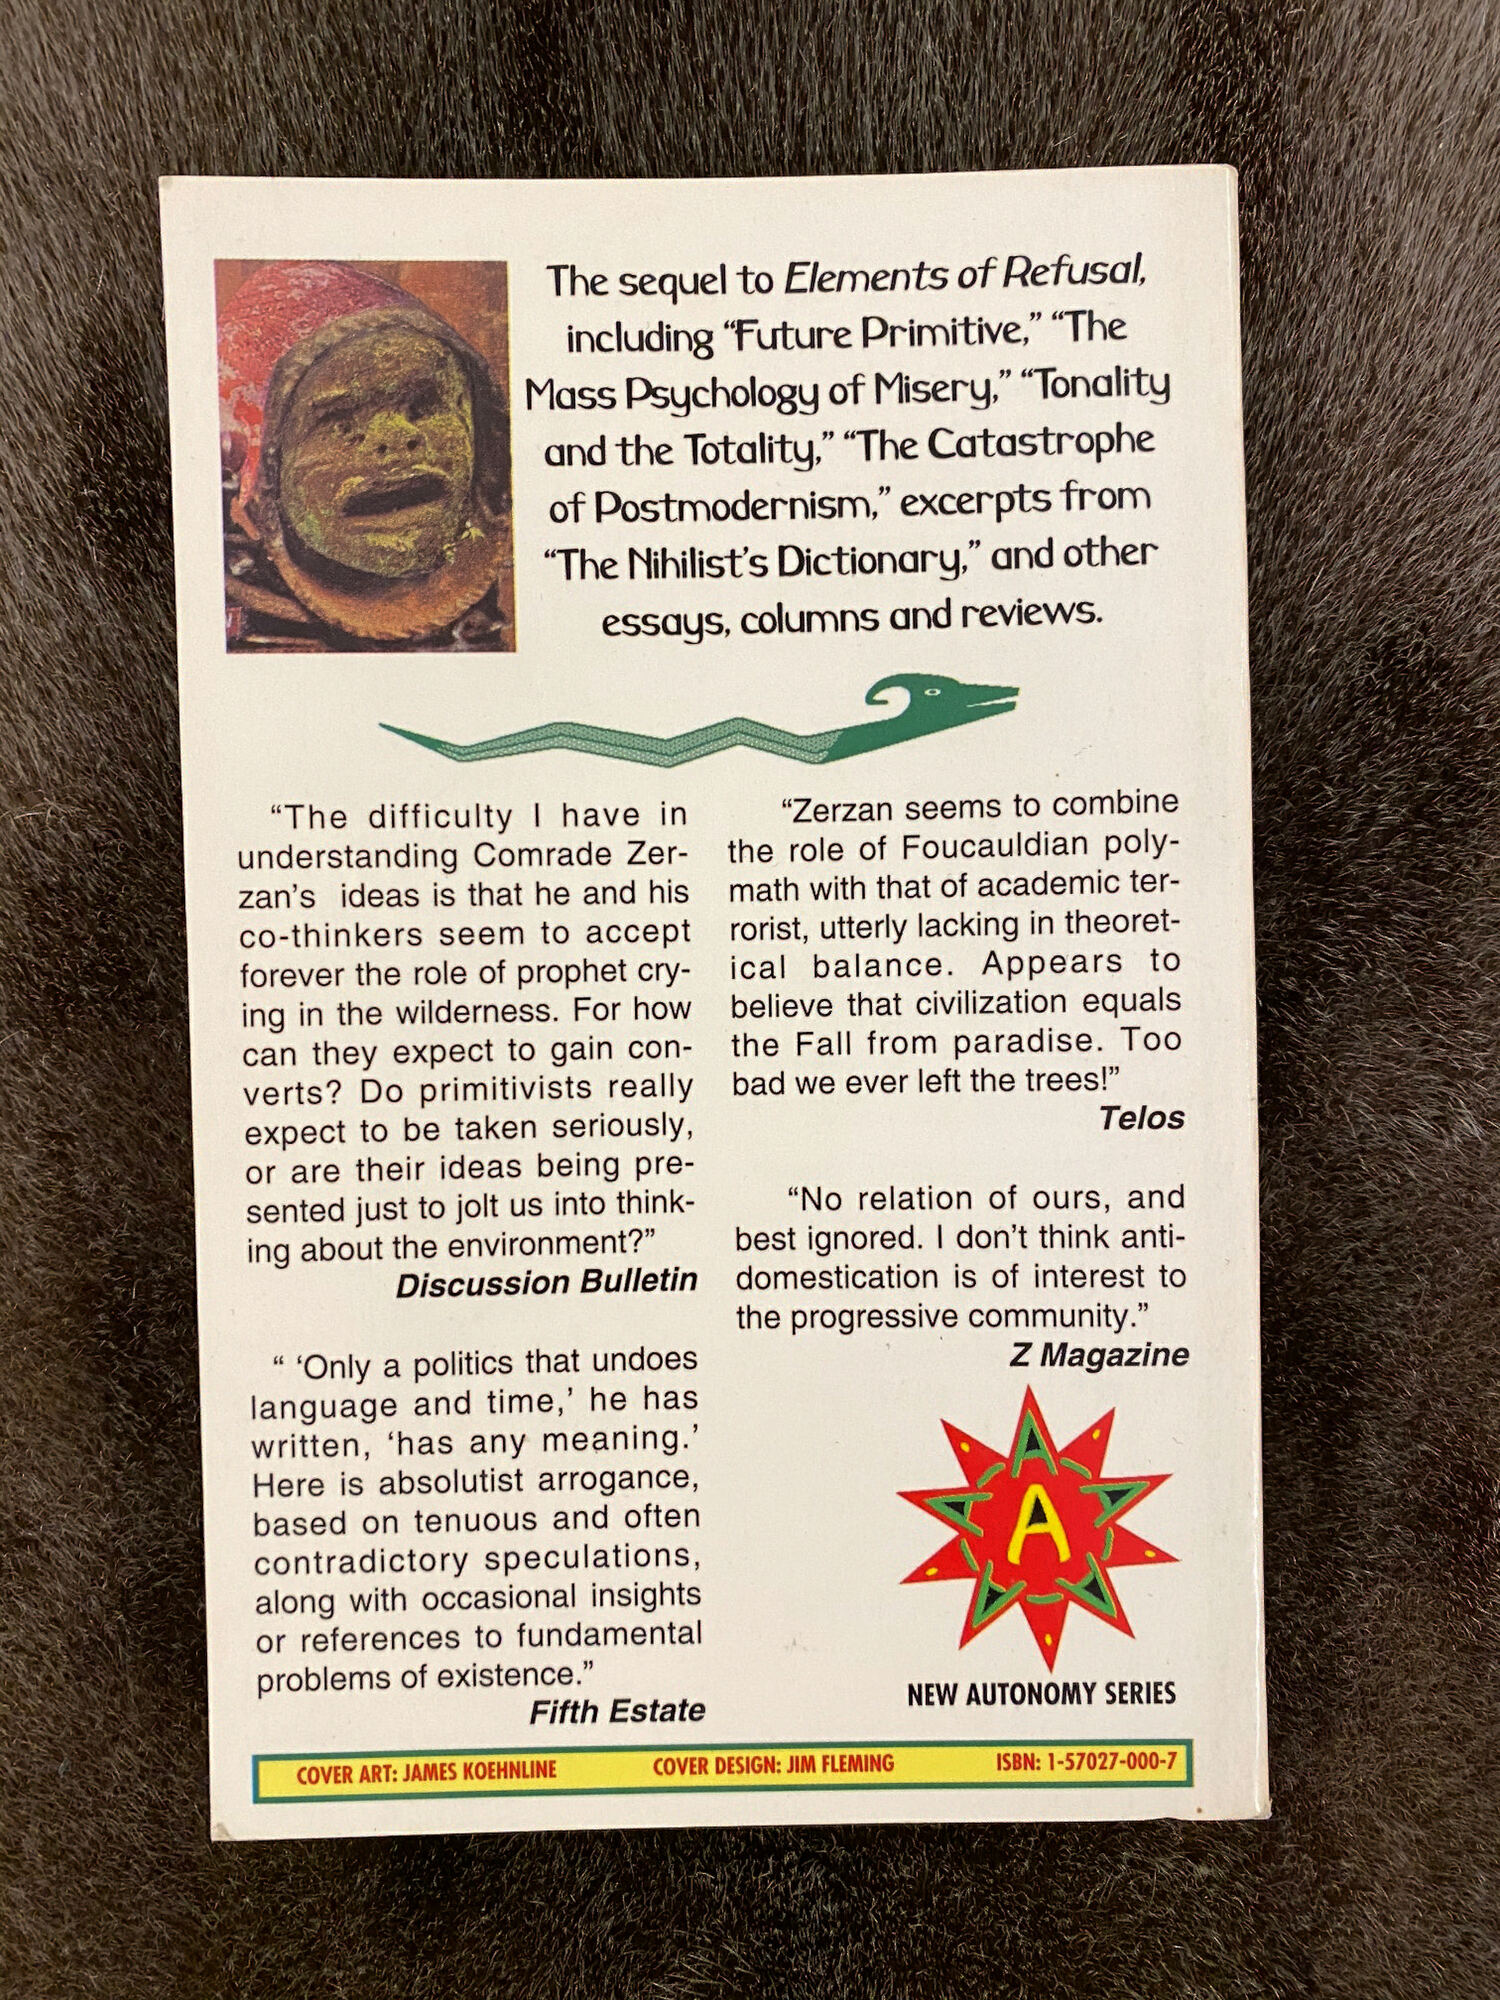 The sequel to Elements of Refusal,
including “Future Primitive,” “The
Mass Psychology of Misery,” “Tonality
and the Totality,” “The Catastrophe
of Postmodernism,” excerpts from
“The Nihilist’s Dictionary,” and other
essays, columns and reviews.
“The difficulty I have in
understanding Comrade Zer-
zan’s ideas is that he and his
co-thinkers seem to accept
forever the role of prophet cry-
ing in the wilderness. For how
can they expect to gain con-
verts? Do primitivists really
expect to be taken seriously,
or are their ideas being pre-
sented just to jolt us into think-
ing about the environment?”
Discussion Bulletin
“ ‘Only a politics that undoes
language and time,’ he has
written, ‘has any meaning.’
Here is absolutist arrogance,
based on tenuous and often
contradictory speculations,
along with occasional insights
or references to fundamental
problems of existence.”
Fifth Estate
“Zerzan seems to combine
the role of Foucauldian poly-
math with that of academic ter-
rorist, utterly lacking in theoret-
ical balance. Appears to
believe that civilization equals
the Fall from paradise. Too
bad we ever left the trees!”
Telos
“No relation of ours, and
best ignored. I don’t think anti-
domestication is of interest to
the progressive community.”
Z Magazine
A
A
A
A
A
A
NEW AUTONOMY SERIES
COVER ART: JAMES KOEHNLINE
COVER DESIGN: JIM FLEMING
ISBN: 1-57027-000-7